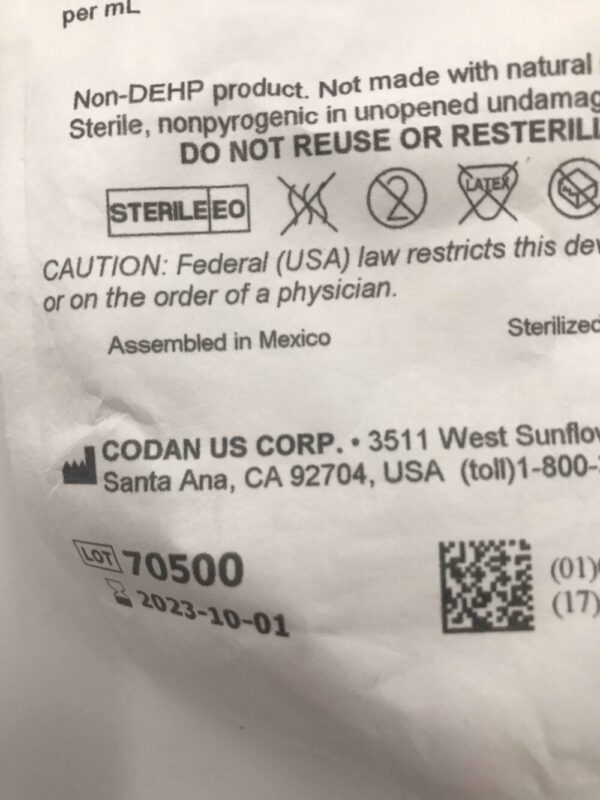 per mL
Non-DEHP product. Not made with natural
Sterile, nonpyrogenic in unopened undamag
DO NOT REUSE OR RESTERILI
STERILE EO 2 LATEX
CAUTION: Federal (USA) law restricts this dev
or on the order of a physician.
Assembled in Mexico
Sterilized
CODAN US CORP. • 3511 West Sunflow
Santa Ana, CA 92704, USA (toll)1-800-
LOT 70500
2023-10-01
(01)
(17)